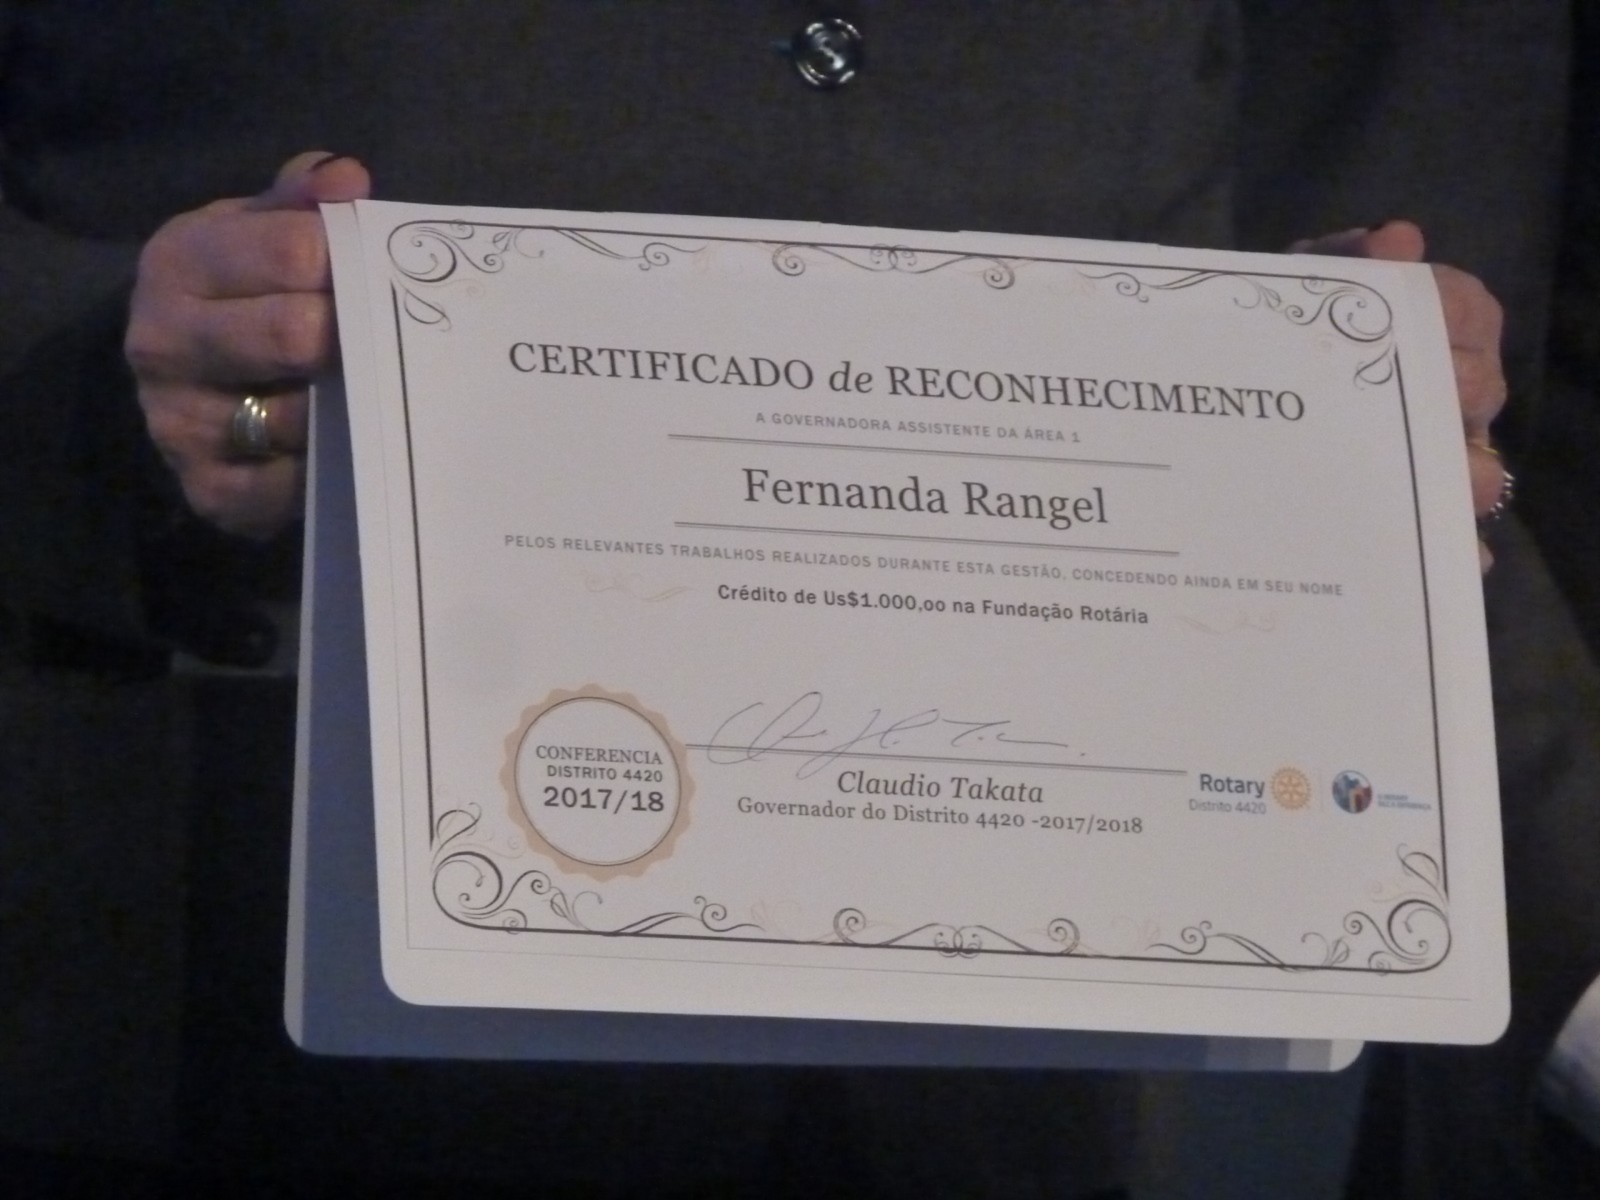 CERTIFICADO de RECONHECIMENTO
A GOVERNADORA ASSISTENTE DA ÁREA 1
Fernanda Rangel
PELOS RELEVANTES TRABALHOS REALIZADOS DURANTE ESTA GESTÃO, CONCEDENDO AINDA EM SEU NOME
Crédito de Us$1.000,oo na Fundação Rotária
CONFERENCIA
DISTRITO 4420
2017/18
Claudio Takata
Governador do Distrito 4420 -2017/2018
Rotary
Distrito 4420